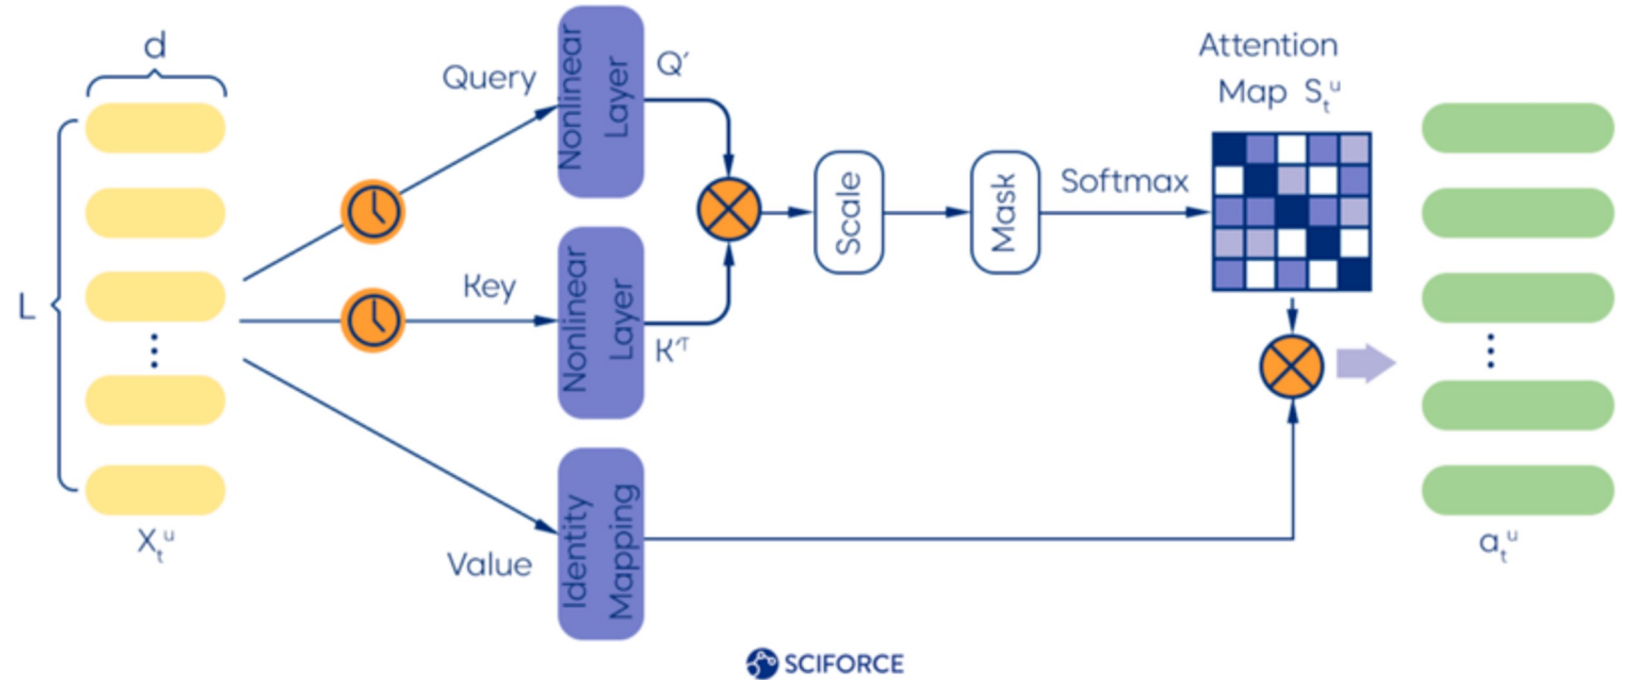 d
L
X_t^u
Query
Key
Value
Nonlinear
Layer
Q′
Nonlinear
Layer
K′ᵀ
Identity
Mapping
Scale
Mask
Softmax
Attention
Map S_t^u
a_t^u
SCIFORCE